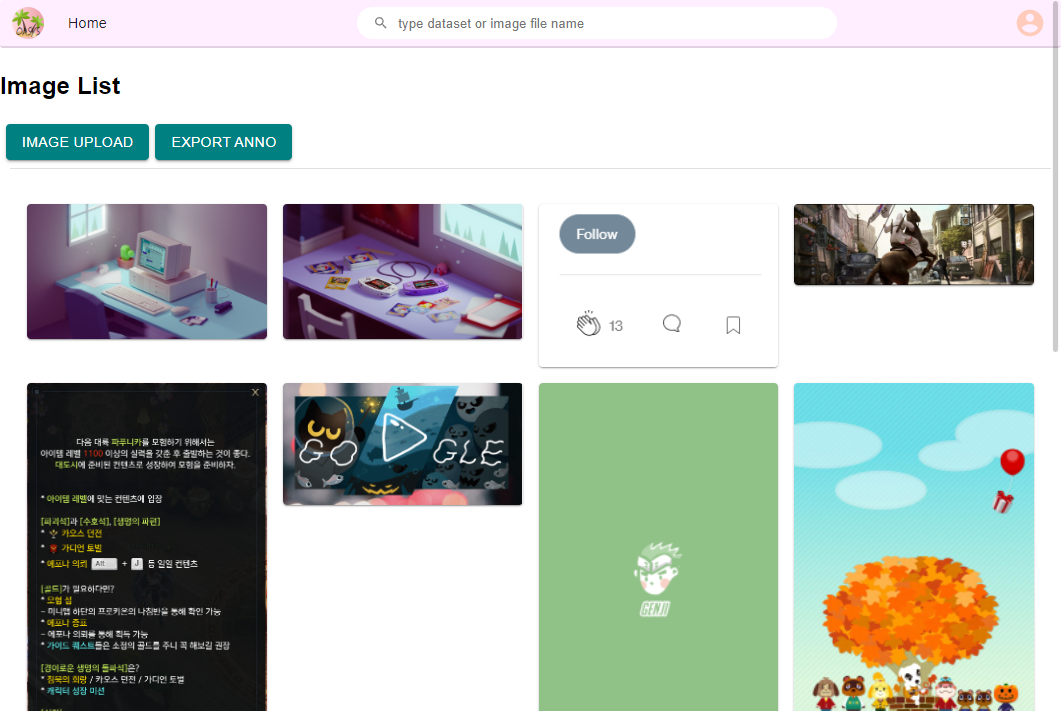 Home
type dataset or image file name
Image List
IMAGE UPLOAD
EXPORT ANNO
Follow
13
X
다음 대륙 파푸니카를 모험하기 위해서는
아이템 레벨 1100 이상의 실력을 갖춘 후 출발하는 것이 좋다.
대도시에 준비된 컨텐츠로 성장하여 모험을 준비하자.
* 아이템 레벨에 맞는 컨텐츠에 입장
[파괴석]과 [수호석], [생명의 파편]
* 카오스 던전
* 가디언 토벌
* 에포나 의뢰 Alt + J 등 일일 컨텐츠
[골드]가 필요하다면?
* 모험 섬
- 미니맵 하단의 프로키온의 나침반을 통해 확인 가능
* 에포나 증표
- 에포나 의뢰를 통해 획득 가능
* 가이드 퀘스트들은 소정의 골드를 주니 꼭 해보길 권장
[경이로운 생명의 돌파석]은?
* 침묵의 회랑 / 카오스 던전 / 가디언 토벌
* 캐릭터 성장 미션
GO GLE
GENJI